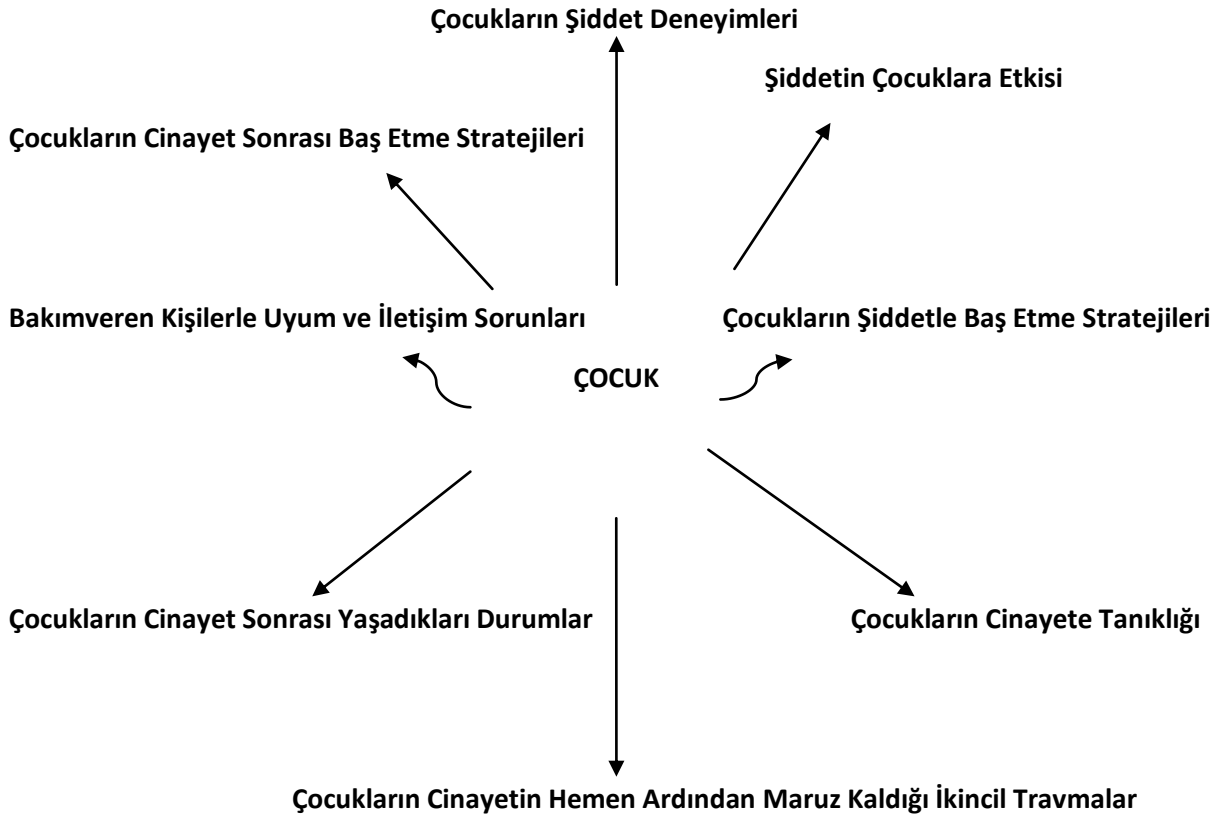 Çocukların Şiddet Deneyimleri
Şiddetin Çocuklara Etkisi
Çocukların Cinayet Sonrası Baş Etme Stratejileri
Bakımveren Kişilerle Uyum ve İletişim Sorunları
Çocukların Şiddetle Baş Etme Stratejileri
ÇOCUK
Çocukların Cinayet Sonrası Yaşadıkları Durumlar
Çocukların Cinayete Tanıklığı
Çocukların Cinayetin Hemen Ardından Maruz Kaldığı İkincil Travmalar